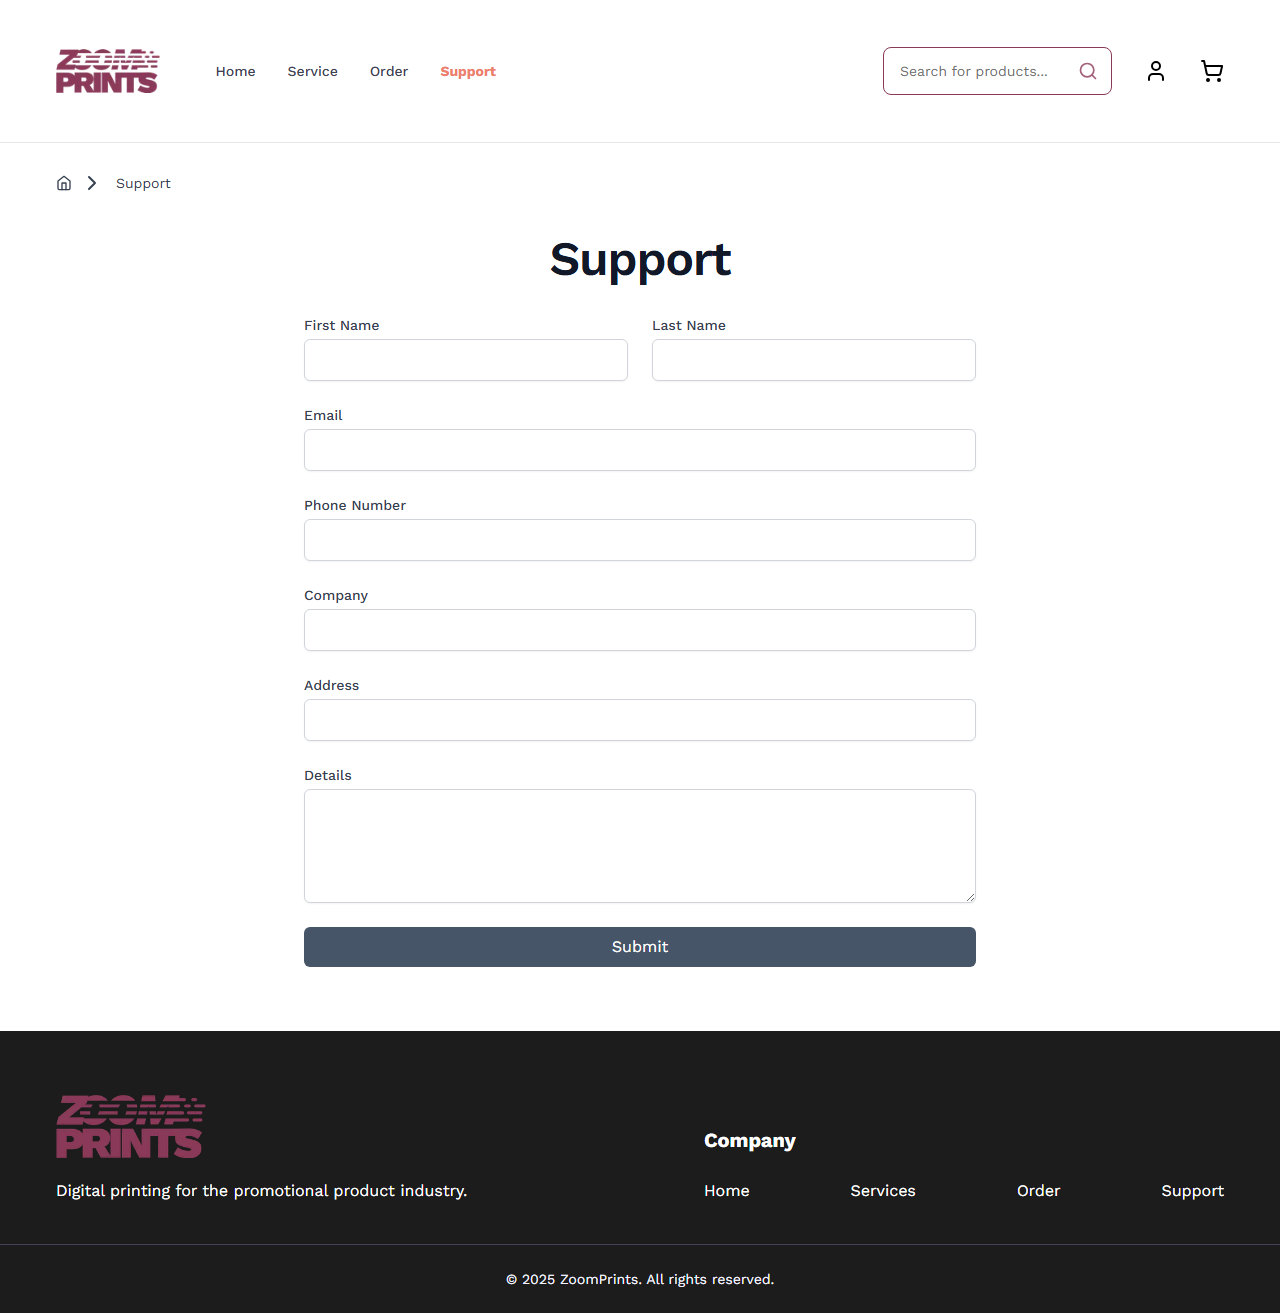 ZOOM
PRINTS
Home
Service
Order
Support
Search for products...
Support
Support
First Name
Last Name
Email
Phone Number
Company
Address
Details
Submit
ZOOM
PRINTS
Digital printing for the promotional product industry.
Company
Home
Services
Order
Support
© 2025 ZoomPrints. All rights reserved.